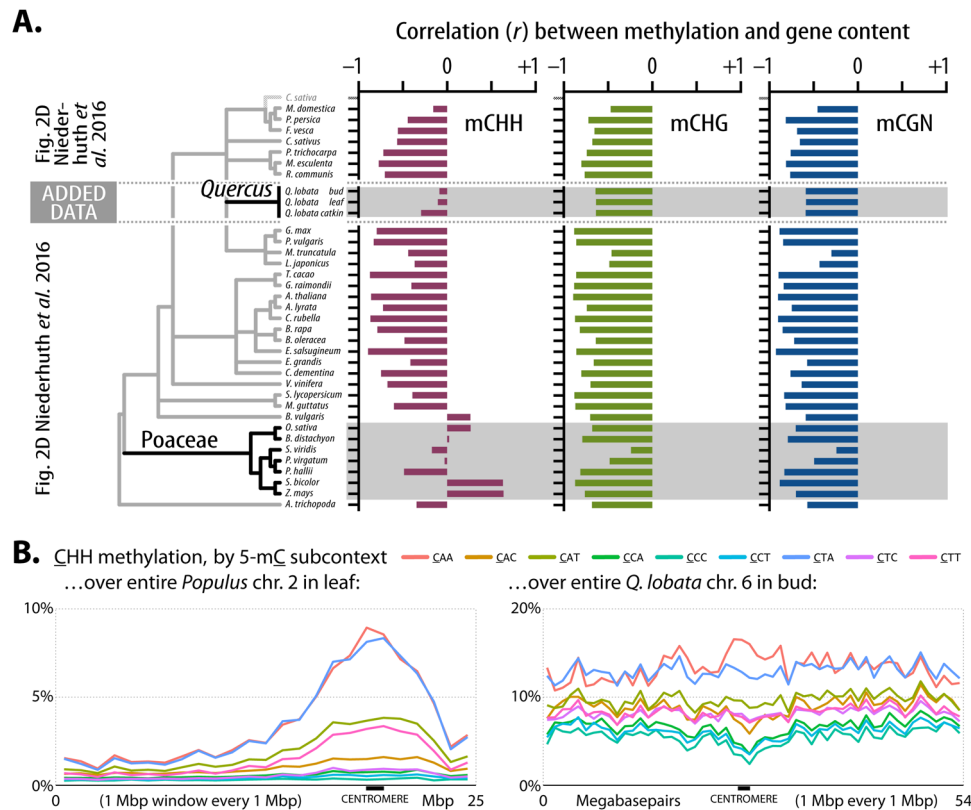 A.
Correlation (r) between methylation and gene content
−1 0 +1 −1 0 +1 −1 0 +1
mCHH mCHG mCGN
Fig. 2D
Nieder-
huth et
al. 2016
C. sativa
M. domestica
P. persica
F. vesca
C. sativus
P. trichocarpa
M. esculenta
R. communis
ADDED
DATA
Quercus
Q. lobata bud
Q. lobata leaf
Q. lobata catkin
Fig. 2D Niederhuth et al. 2016
G. max
P. vulgaris
M. truncatula
L. japonicus
T. cacao
G. raimondii
A. thaliana
A. lyrata
C. rubella
B. rapa
B. oleracea
E. salsugineum
E. grandis
C. clementina
V. vinifera
S. lycopersicum
M. guttatus
B. vulgaris
Poaceae
O. sativa
B. distachyon
S. viridis
P. virgatum
P. hallii
S. bicolor
Z. mays
A. trichopoda
B.
CHH methylation, by 5-mC subcontext CAA CAC CAT CCA CCC CCT CTA CTC CTT
…over entire Populus chr. 2 in leaf:
10%
5%
0%
0 (1 Mbp window every 1 Mbp) CENTROMERE Mbp 25
…over entire Q. lobata chr. 6 in bud:
20%
10%
0%
0 Megabasepairs CENTROMERE (1 Mbp every 1 Mbp) 54